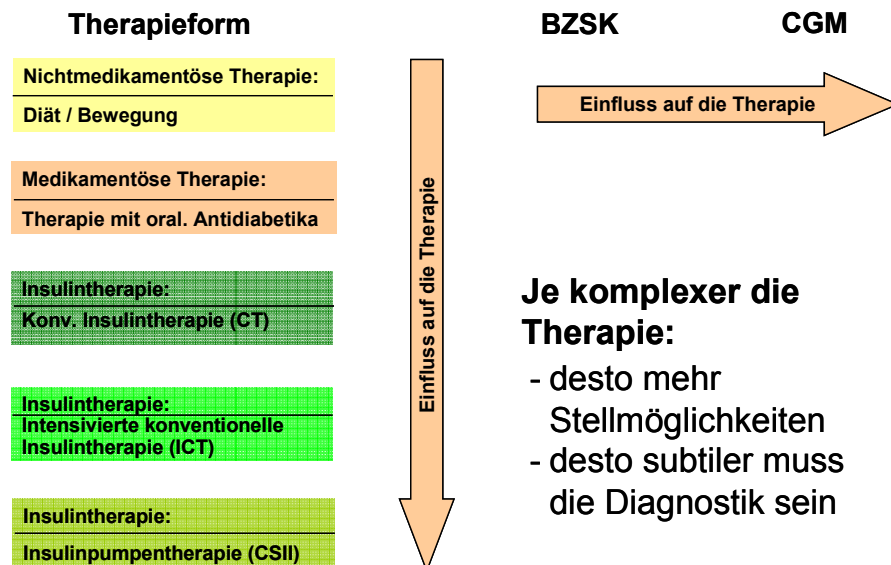 Therapieform
BZSK
CGM
Nichtmedikamentöse Therapie:
Diät / Bewegung
Medikamentöse Therapie:
Therapie mit oral. Antidiabetika
Insulintherapie:
Konv. Insulintherapie (CT)
Insulintherapie:
Intensivierte konventionelle
Insulintherapie (ICT)
Insulintherapie:
Insulinpumpentherapie (CSII)
Einfluss auf die Therapie
Einfluss auf die Therapie
Je komplexer die
Therapie:
- desto mehr
Stellmöglichkeiten
- desto subtiler muss
die Diagnostik sein